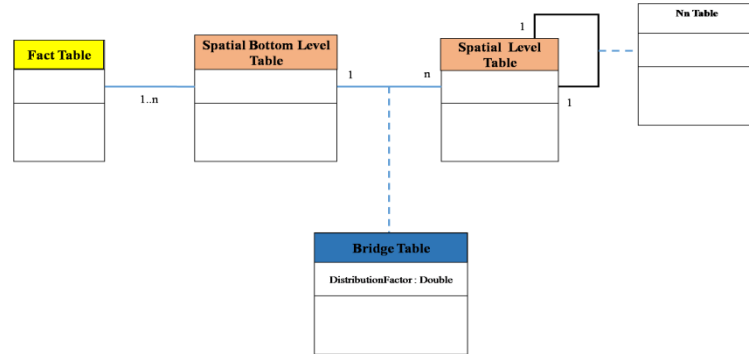 Nn Table
Fact Table
Spatial Bottom Level
Table
Spatial Level
Table
1
1
n
1
1..n
Bridge Table
DistributionFactor : Double